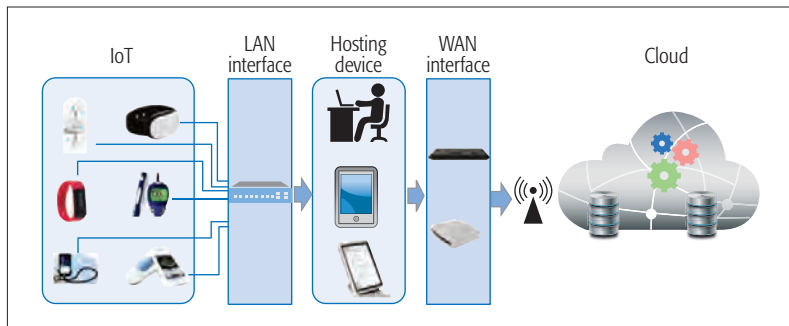 IoT
LAN
interface
Hosting
device
WAN
interface
Cloud